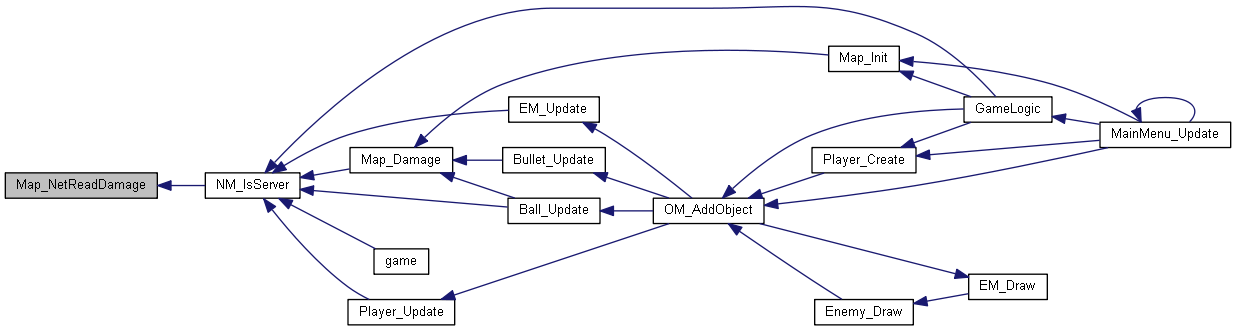 Map_NetReadDamage
NM_IsServer
EM_Update
Map_Damage
Bullet_Update
Ball_Update
game
Player_Update
OM_AddObject
Map_Init
GameLogic
MainMenu_Update
Player_Create
EM_Draw
Enemy_Draw